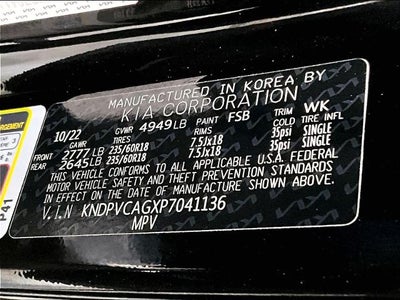 MANUFACTURED IN KOREA BY
KIA CORPORATION
10/22 GVWR 4949LB PAINT FSB TRIM WK
GAWR TIRES RIMS COLD TIRE INFL
FRONT 2777LB 235/60R18 7.5Jx18 35psi SINGLE
REAR 2645LB 235/60R18 7.5Jx18 35psi SINGLE
THIS VEHICLE CONFORMS TO ALL APPLICABLE U.S.A. FEDERAL
MOTOR VEHICLE SAFETY AND THEFT PREVENTION STANDARDS
IN EFFECT ON THE DATE OF MANUFACTURE SHOWN ABOVE.
V.I.N KNDPVCAGXP7041136
MPV
P41